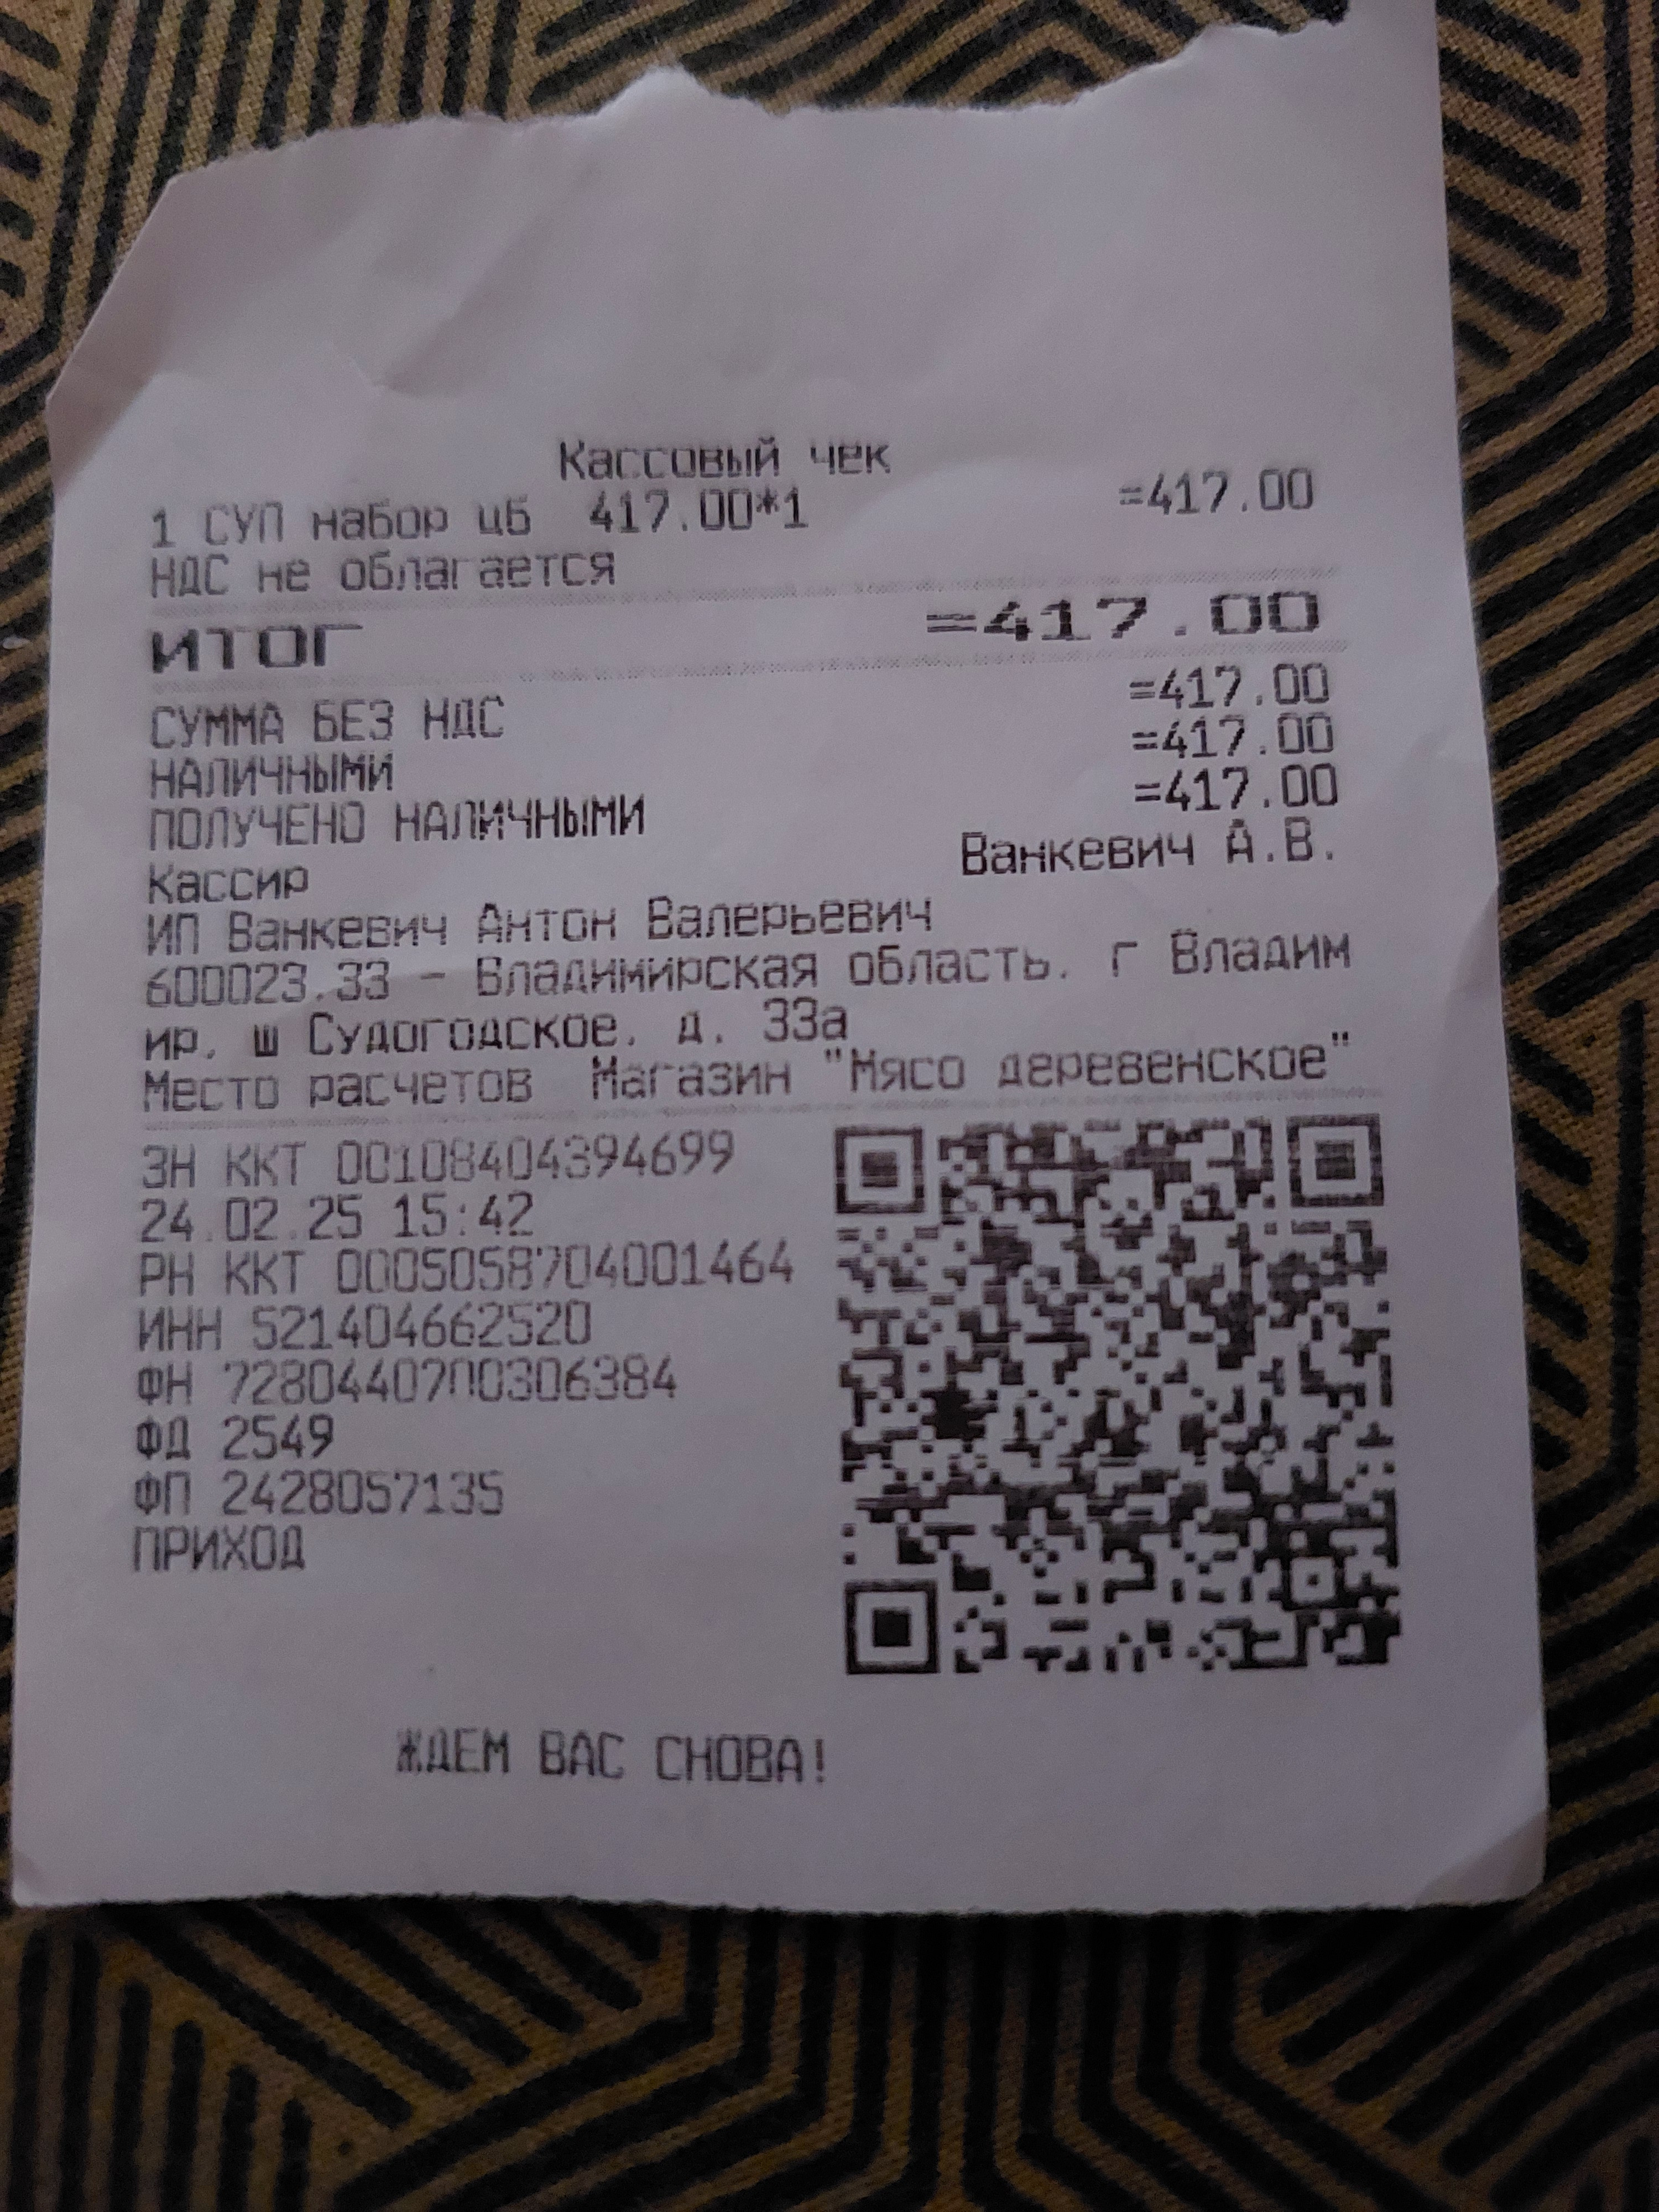 Кассовый чек
1 СУП набор цб 417.00*1 =417.00
НДС не облагается
ИТОГ =417.00
СУММА БЕЗ НДС =417.00
НАЛИЧНЫМИ =417.00
ПОЛУЧЕНО НАЛИЧНЫМИ =417.00
Кассир Ванкевич А.В.
ИП Ванкевич Антон Валерьевич
600023,33 - Владимирская область, г Владим
ир, ш Судогодское, д. 33а
Место расчетов Магазин "Мясо деревенское"
ЗН ККТ 00108404394699
24.02.25 15:42
РН ККТ 0005058704001464
ИНН 521404662520
ФН 7280440700306384
ФД 2549
ФП 2428057135
ПРИХОД
ЖДЕМ ВАС СНОВА!